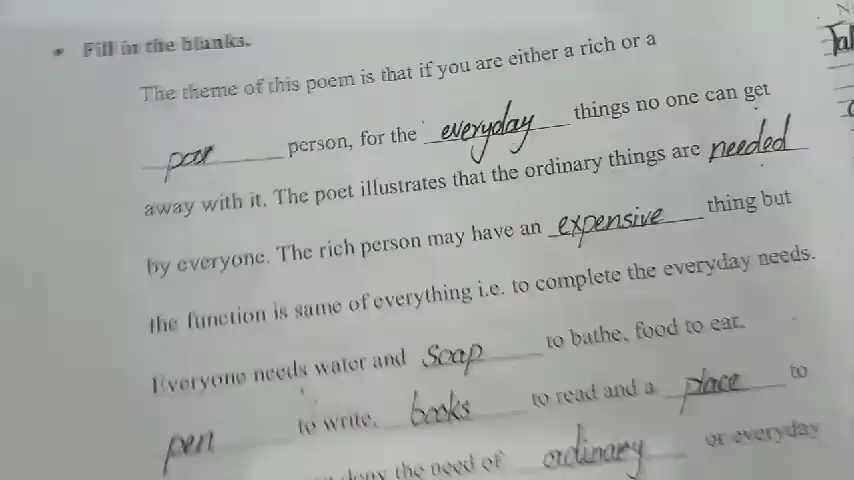 • Fill in the blanks.
The theme of this poem is that if you are either a rich or a
poor person, for the everyday things no one can get
away with it. The poet illustrates that the ordinary things are needed
by everyone. The rich person may have an expensive thing but
the function is same of everything i.e. to complete the everyday needs.
Everyone needs water and soap to bathe, food to eat,
pen to write, books to read and a place to
deny the need of ordinary or everyday